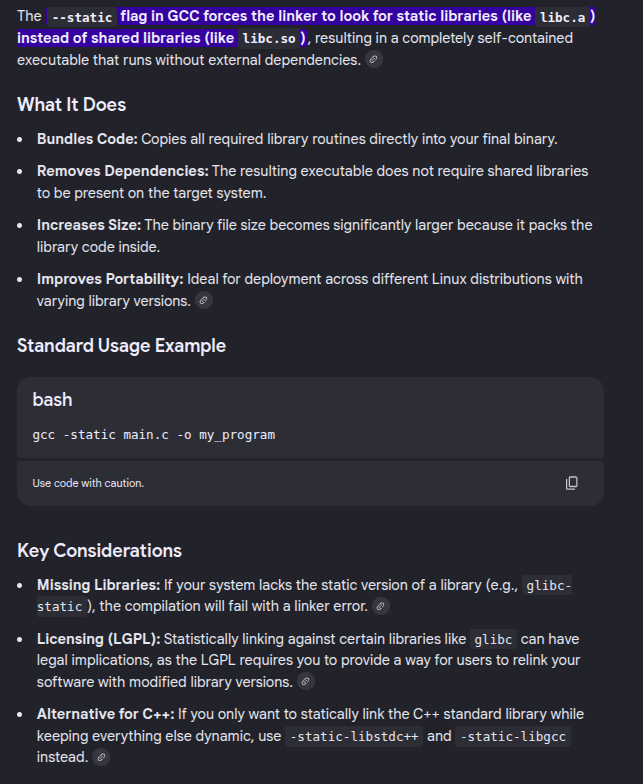 The --static flag in GCC forces the linker to look for static libraries (like libc.a )
instead of shared libraries (like libc.so ), resulting in a completely self-contained
executable that runs without external dependencies.
What It Does
• Bundles Code: Copies all required library routines directly into your final binary.
• Removes Dependencies: The resulting executable does not require shared libraries
to be present on the target system.
• Increases Size: The binary file size becomes significantly larger because it packs the
library code inside.
• Improves Portability: Ideal for deployment across different Linux distributions with
varying library versions.
Standard Usage Example
bash
gcc -static main.c -o my_program
Use code with caution.
Key Considerations
• Missing Libraries: If your system lacks the static version of a library (e.g., glibc-
static ), the compilation will fail with a linker error.
• Licensing (LGPL): Statistically linking against certain libraries like glibc can have
legal implications, as the LGPL requires you to provide a way for users to relink your
software with modified library versions.
• Alternative for C++: If you only want to statically link the C++ standard library while
keeping everything else dynamic, use -static-libstdc++ and -static-libgcc
instead.